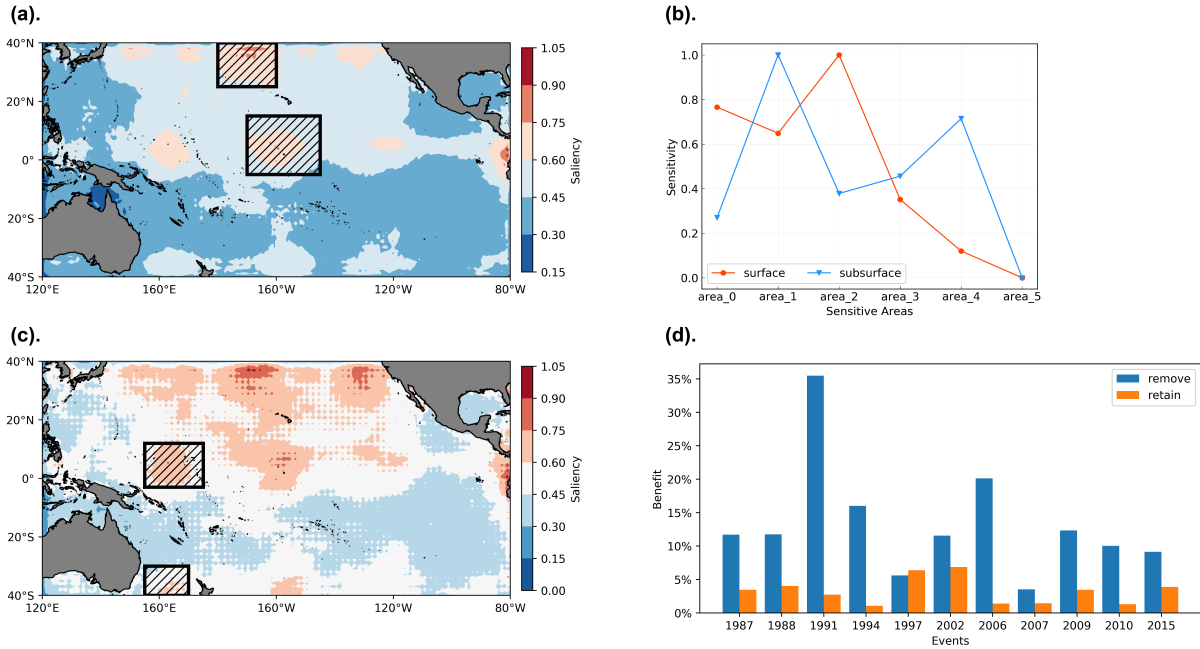 (a).
40°N
20°N
0°
20°S
40°S
120°E
160°E
160°W
120°W
80°W
1.05
0.90
0.75
0.60
0.45
0.30
0.15
Saliency
(b).
1.0
0.8
0.6
0.4
0.2
0.0
Sensitivity
surface
subsurface
area_0
area_1
area_2
area_3
area_4
area_5
Sensitive Areas
(c).
40°N
20°N
0°
20°S
40°S
120°E
160°E
160°W
120°W
80°W
1.05
0.90
0.75
0.60
0.45
0.30
0.15
0.00
Saliency
(d).
35%
30%
25%
20%
15%
10%
5%
0%
Benefit
remove
retain
1987
1988
1991
1994
1997
2002
2006
2007
2009
2010
2015
Events